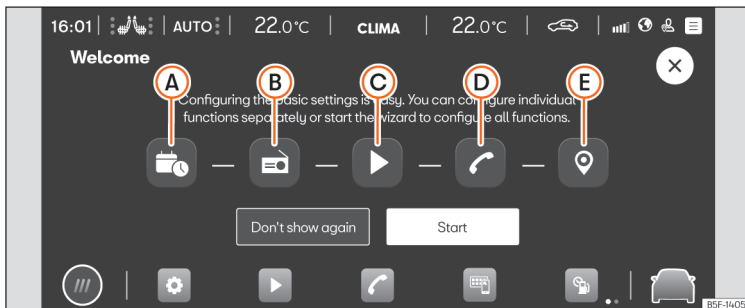 16:01 AUTO 22.0°C CLIMA 22.0°C
Welcome
A B C D E
Configuring the basic settings is easy. You can configure individual
functions separately or start the wizard to configure all functions.
Don't show again Start
B5F-1405